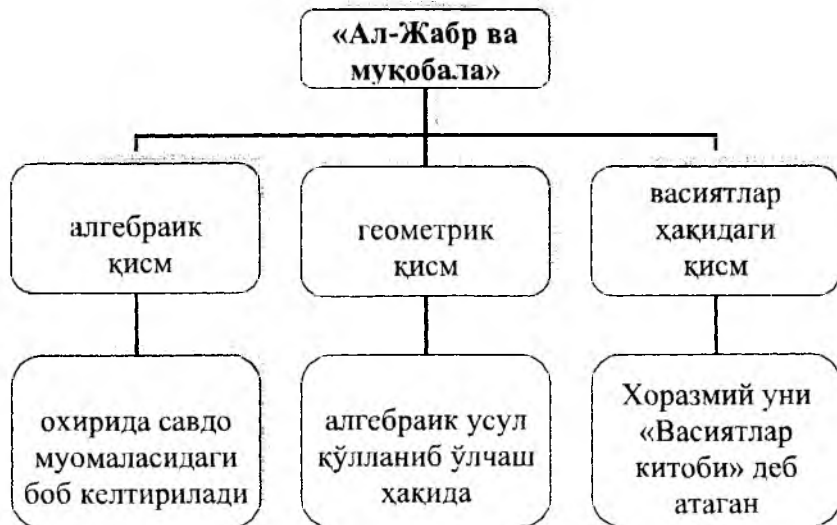 «Ал-Жабр ва
муқобала»
алгебраик
қисм
геометрик
қисм
васиятлар
ҳақидаги
қисм
охирида савдо
муомаласидаги
боб келтирилади
алгебраик усул
қўлланиб ўлчаш
ҳақида
Хоразмий уни
«Васиятлар
китоби» деб
атаган